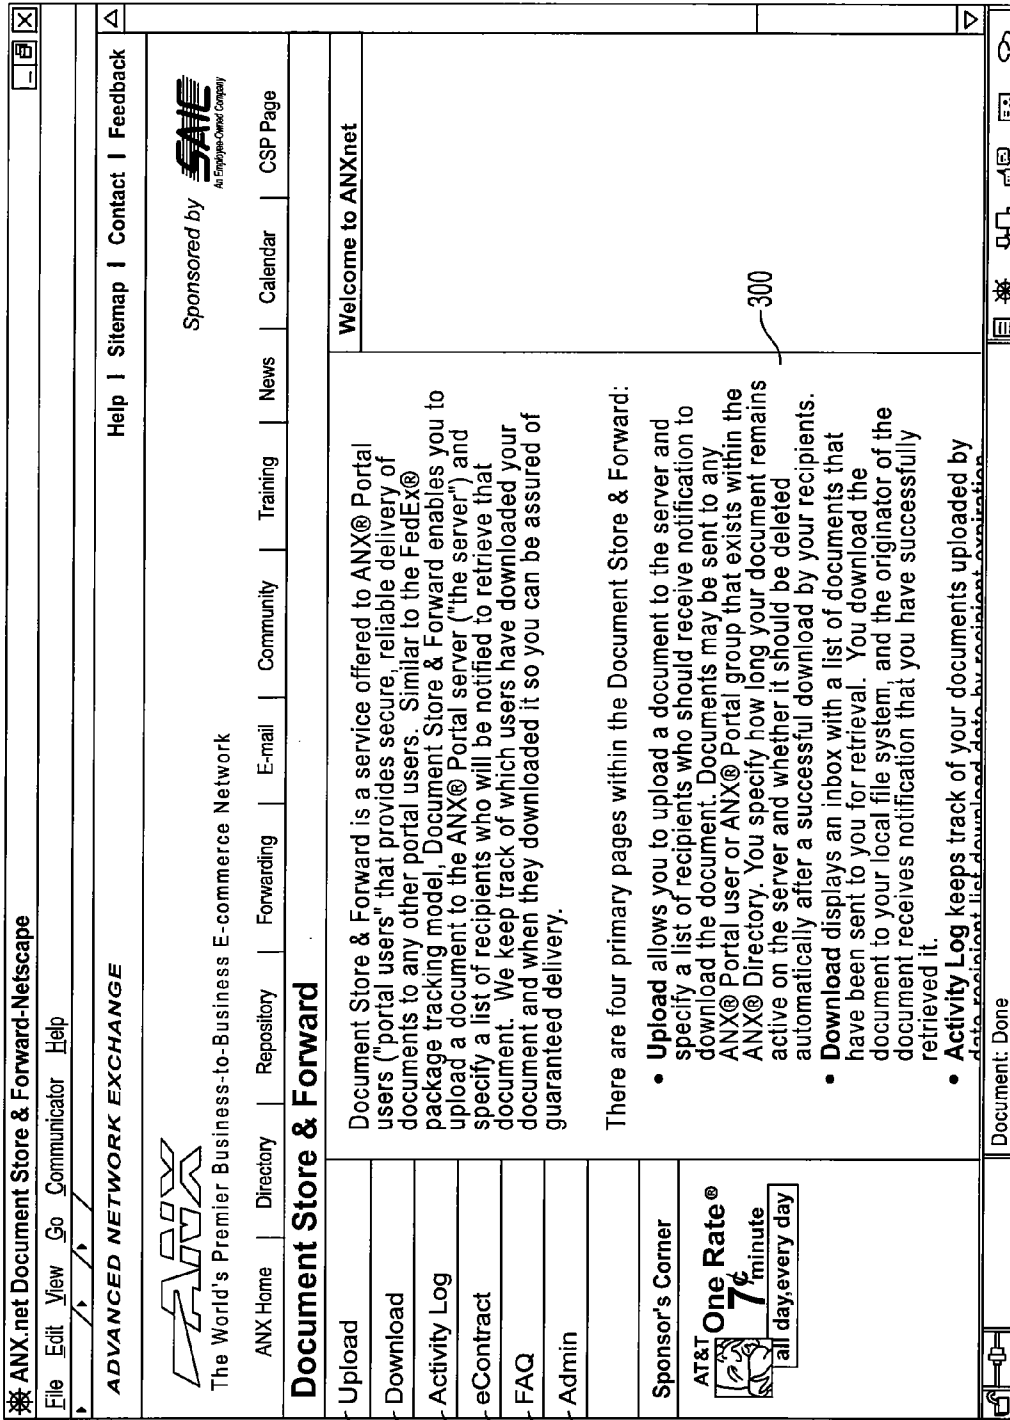 ANX.net Document Store & Forward-Netscape
File Edit View Go Communicator Help
ADVANCED NETWORK EXCHANGE
Help | Sitemap | Contact | Feedback
ANX
The World's Premier Business-to-Business E-commerce Network
Sponsored by SAIC
An Employee-Owned Company
ANX Home | Directory | Repository | Forwarding | E-mail | Community | Training | News | Calendar | CSP Page
Document Store & Forward
Upload
Download
Activity Log
eContract
FAQ
Admin
Sponsor's Corner
AT&T
One Rate®
7¢ minute
all day,every day
Document Store & Forward is a service offered to ANX® Portal
users ("portal users" that provides secure, reliable delivery of
documents to any other portal users. Similar to the FedEx®
package tracking model, Document Store & Forward enables you to
upload a document to the ANX® Portal server ("the server") and
specify a list of recipients who will be notified to retrieve that
document. We keep track of which users have downloaded your
document and when they downloaded it so you can be assured of
guaranteed delivery.
There are four primary pages within the Document Store & Forward:
• Upload allows you to upload a document to the server and
specify a list of recipients who should receive notification to
download the document. Documents may be sent to any
ANX® Portal user or ANX® Portal group that exists within the
ANX® Directory. You specify how long your document remains
active on the server and whether it should be deleted
automatically after a successful download by your recipients.
• Download displays an inbox with a list of documents that
have been sent to you for retrieval. You download the
document to your local file system, and the originator of the
document receives notification that you have successfully
retrieved it.
• Activity Log keeps track of your documents uploaded by
date recipient list download date by recipient expiration
Welcome to ANXnet
300
Document: Done